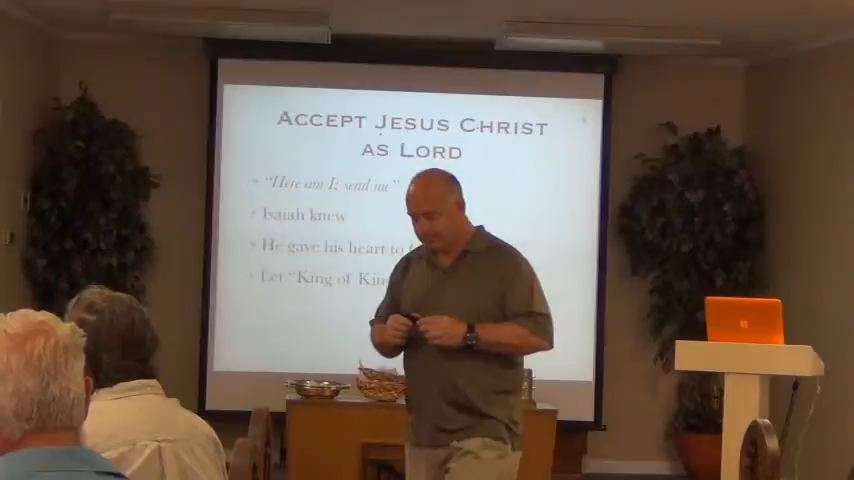 ACCEPT JESUS CHRIST
AS LORD
"Here am I; send me"
Isaiah knew
He gave his heart to
Let "King of Kin